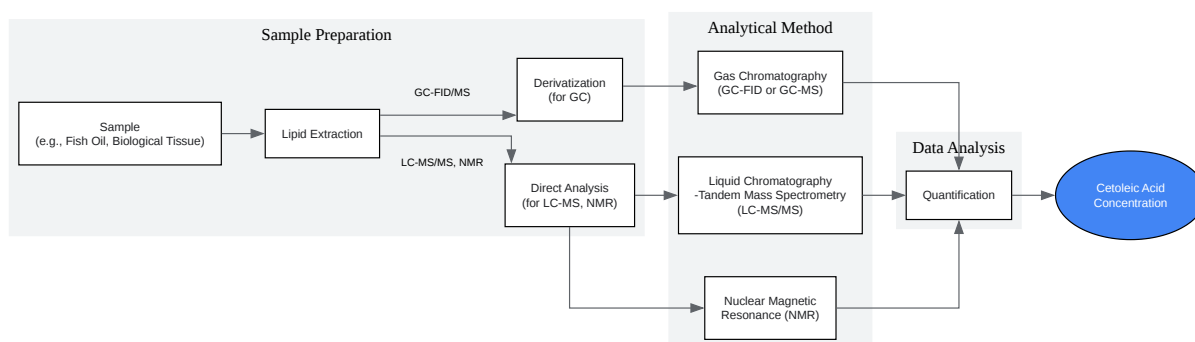 Sample Preparation
Sample
(e.g., Fish Oil, Biological Tissue)
Lipid Extraction
GC-FID/MS
LC-MS/MS, NMR
Derivatization
(for GC)
Direct Analysis
(for LC-MS, NMR)
Analytical Method
Gas Chromatography
(GC-FID or GC-MS)
Liquid Chromatography
-Tandem Mass Spectrometry
(LC-MS/MS)
Nuclear Magnetic
Resonance (NMR)
Data Analysis
Quantification
Cetoleic Acid
Concentration